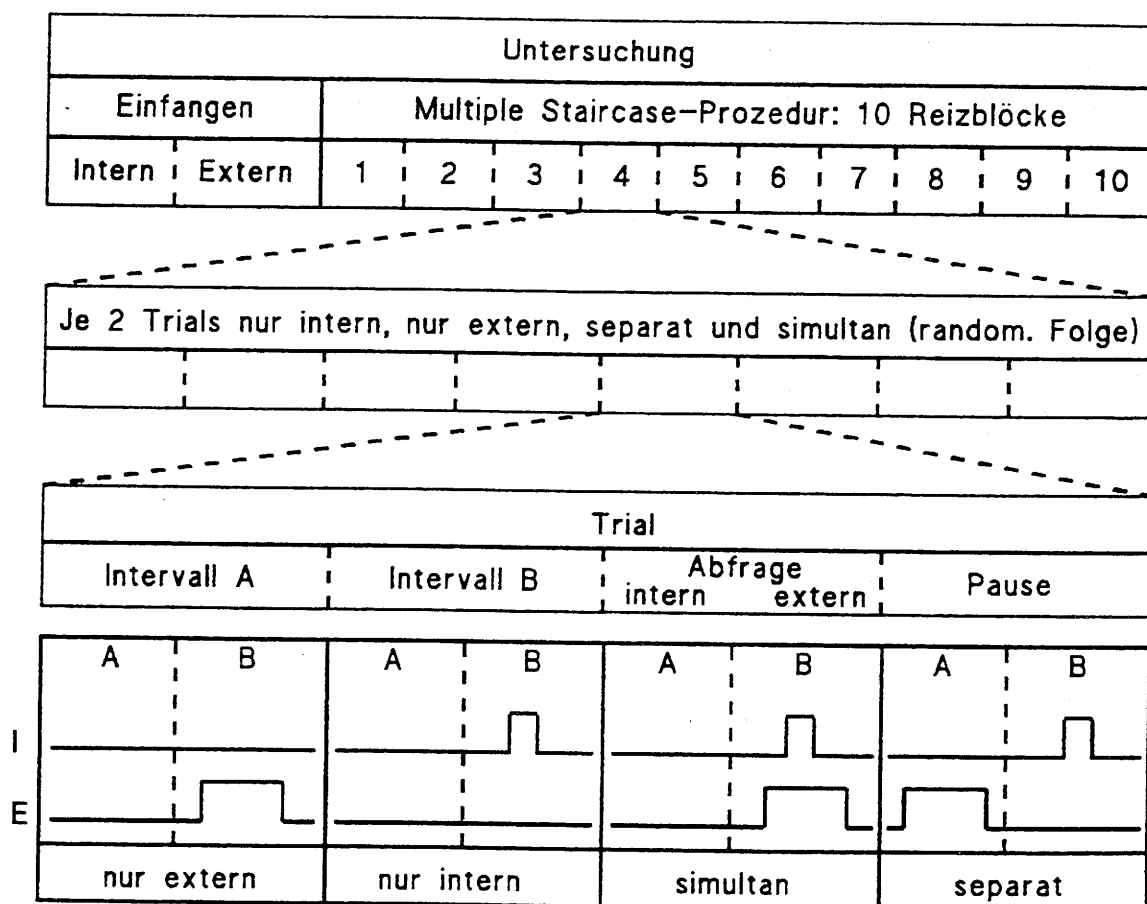 Untersuchung
Einfangen Multiple Staircase-Prozedur: 10 Reizblöcke
Intern Extern 1 2 3 4 5 6 7 8 9 10
Je 2 Trials nur intern, nur extern, separat und simultan (random. Folge)
Trial
Intervall A Intervall B Abfrage Pause
intern extern
A B A B A B A B
I
E
nur extern nur intern simultan separat